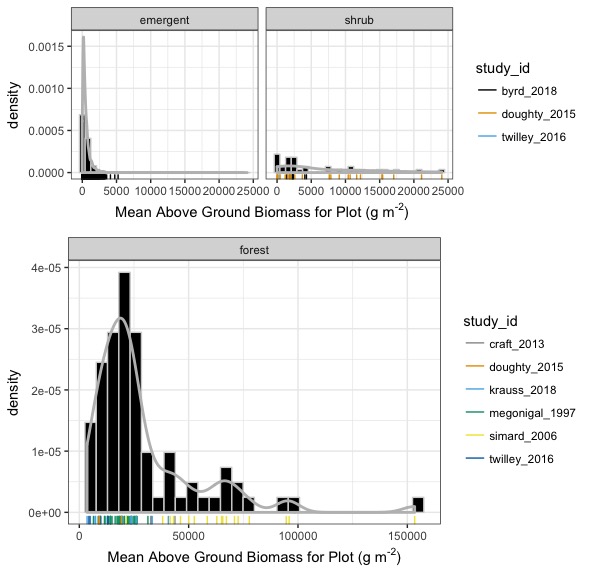 emergent shrub
0.0015
0.0010
0.0005
0.0000
density
0 5000 10000 15000 20000 25000 0 5000 10000 15000 20000 25000
Mean Above Ground Biomass for Plot (g m-2)
study_id
byrd_2018
doughty_2015
twilley_2016
forest
4e-05
3e-05
2e-05
1e-05
0e+00
density
0 50000 100000 150000
Mean Above Ground Biomass for Plot (g m-2)
study_id
craft_2013
doughty_2015
krauss_2018
megonigal_1997
simard_2006
twilley_2016